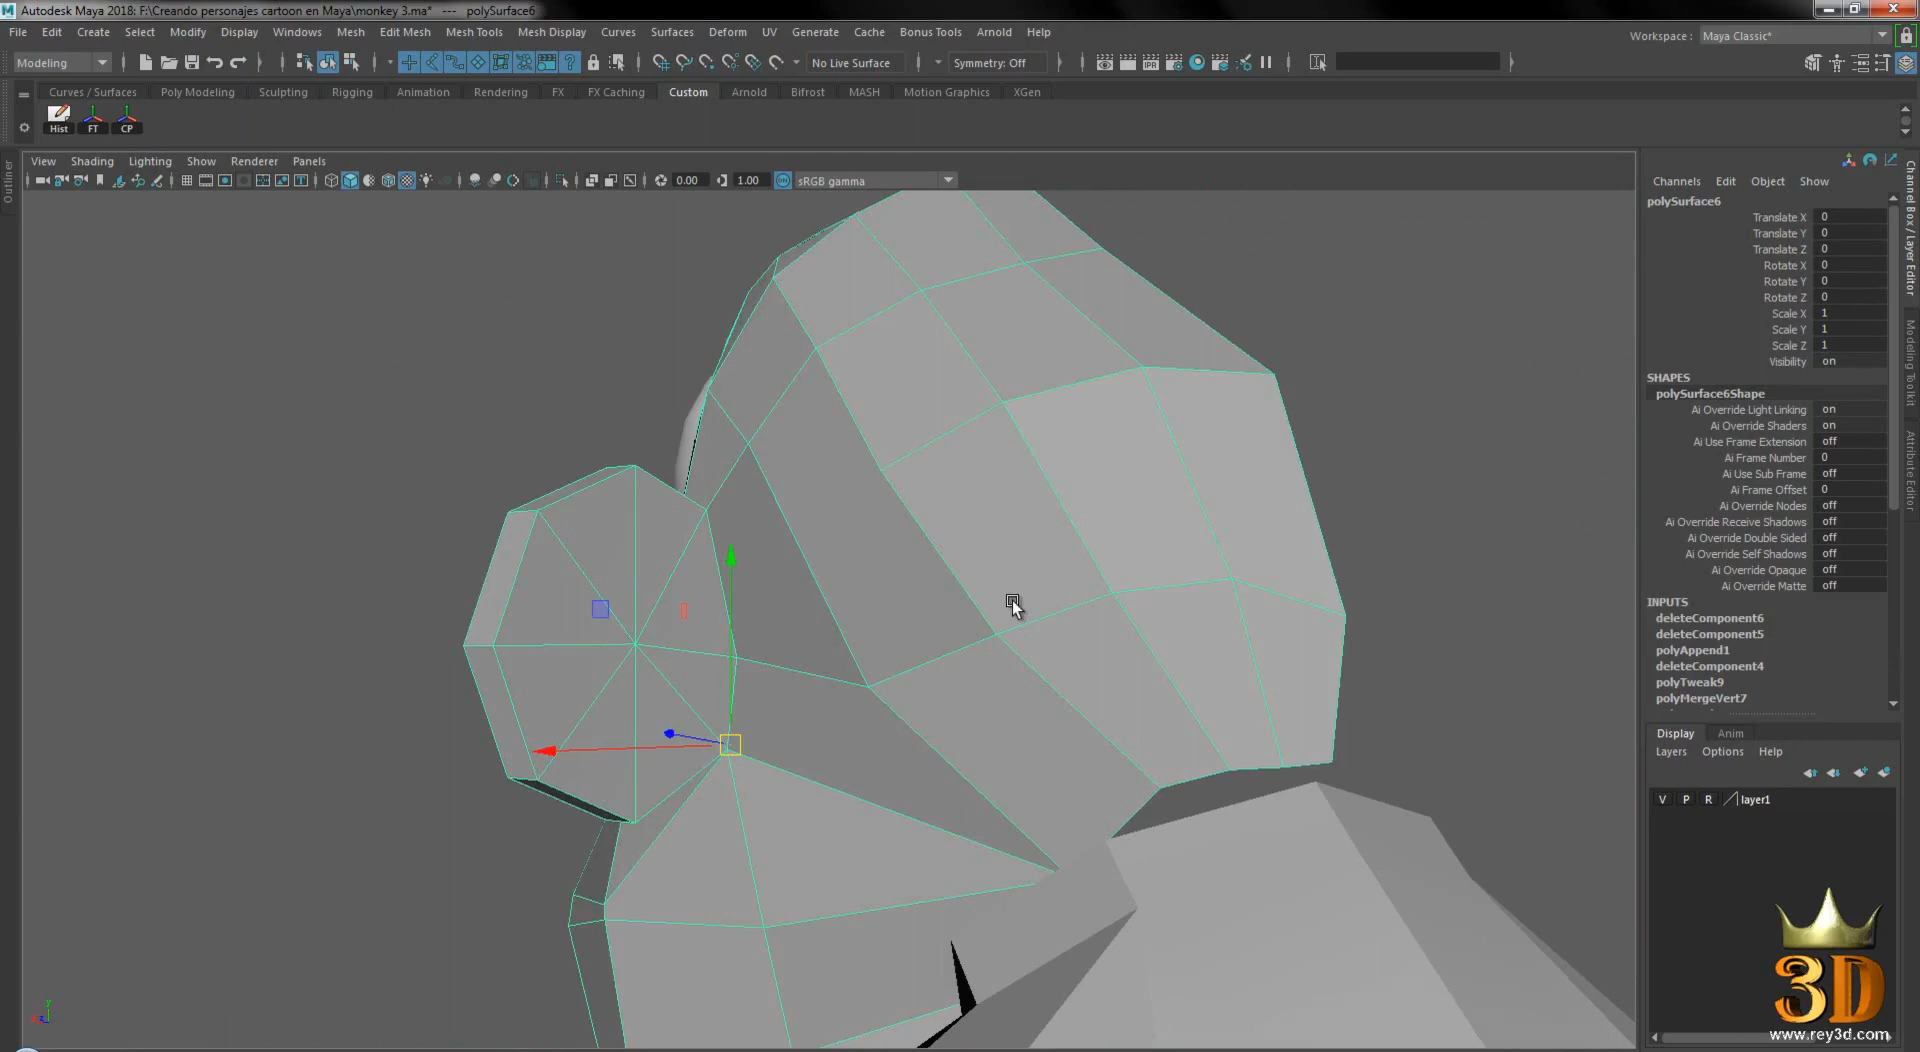 Autodesk Maya 2018: F:\Creando personajes cartoon en Maya\monkey 3.ma* --- polySurface6
File Edit Create Select Modify Display Windows Mesh Edit Mesh Mesh Tools Mesh Display Curves Surfaces Deform UV Generate Cache Bonus Tools Arnold Help
Workspace : Maya Classic*
Modeling No Live Surface Symmetry: Off
Curves / Surfaces Poly Modeling Sculpting Rigging Animation Rendering FX FX Caching Custom Arnold Bifrost MASH Motion Graphics XGen
Hist FT CP
View Shading Lighting Show Renderer Panels
0.00 1.00 sRGB gamma
Outliner
Channels Edit Object Show
polySurface6
Translate X 0
Translate Y 0
Translate Z 0
Rotate X 0
Rotate Y 0
Rotate Z 0
Scale X 1
Scale Y 1
Scale Z 1
Visibility on
SHAPES
polySurface6Shape
Ai Override Light Linking on
Ai Override Shaders on
Ai Use Frame Extension off
Ai Frame Number 0
Ai Use Sub Frame off
Ai Frame Offset 0
Ai Override Nodes off
Ai Override Receive Shadows off
Ai Override Double Sided off
Ai Override Self Shadows off
Ai Override Opaque off
Ai Override Matte off
INPUTS
deleteComponent6
deleteComponent5
polyAppend1
deleteComponent4
polyTweak9
polyMergeVert7
Display Anim
Layers Options Help
V P R layer1
Channel Box / Layer Editor
Modeling Toolkit
Attribute Editor
3D
www.rey3d.com